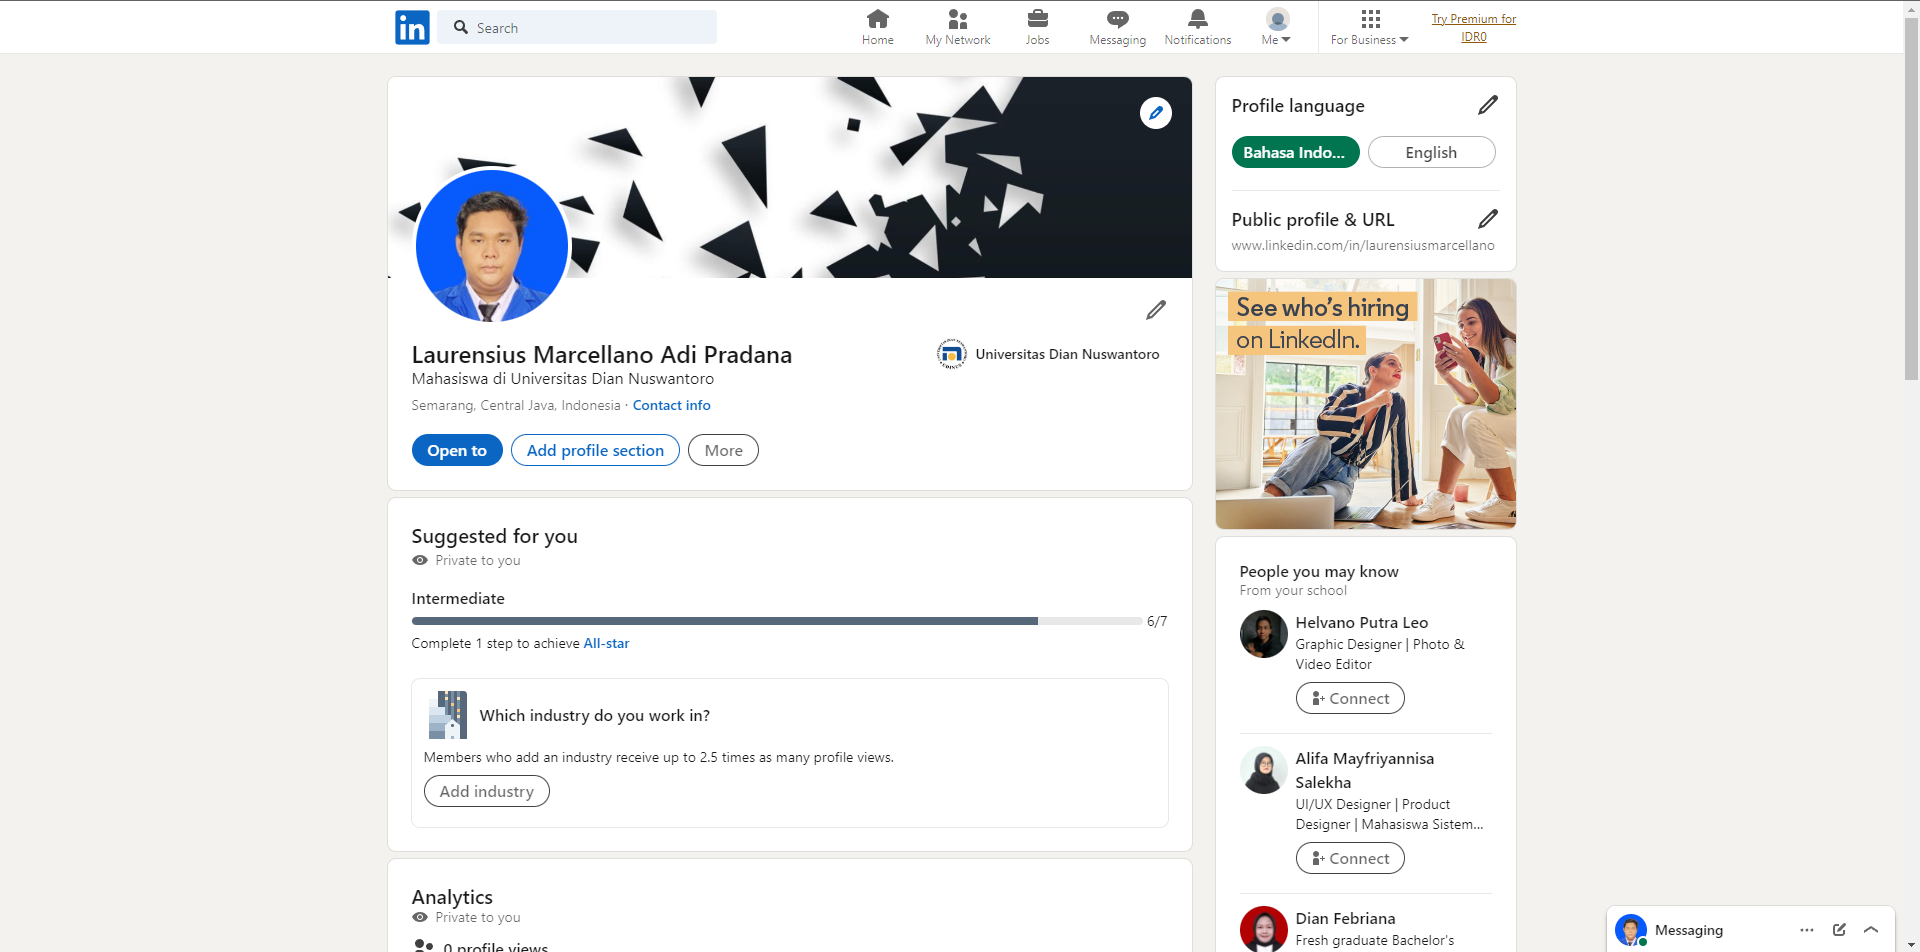 in
Search
Home
My Network
Jobs
Messaging
Notifications
Me
For Business
Try Premium for
IDR0
Universitas Dian Nuswantoro
Laurensius Marcellano Adi Pradana
Mahasiswa di Universitas Dian Nuswantoro
Semarang, Central Java, Indonesia · Contact info
Open to
Add profile section
More
Suggested for you
Private to you
Intermediate
6/7
Complete 1 step to achieve All-star
Which industry do you work in?
Members who add an industry receive up to 2.5 times as many profile views.
Add industry
Analytics
Private to you
0 profile views
Profile language
Bahasa Indo...
English
Public profile & URL
www.linkedin.com/in/laurensiusmarcellano
See who's hiring
on LinkedIn.
People you may know
From your school
Helvano Putra Leo
Graphic Designer | Photo &
Video Editor
Connect
Alifa Mayfriyannisa
Salekha
UI/UX Designer | Product
Designer | Mahasiswa Sistem...
Connect
Dian Febriana
Fresh graduate Bachelor's
Messaging